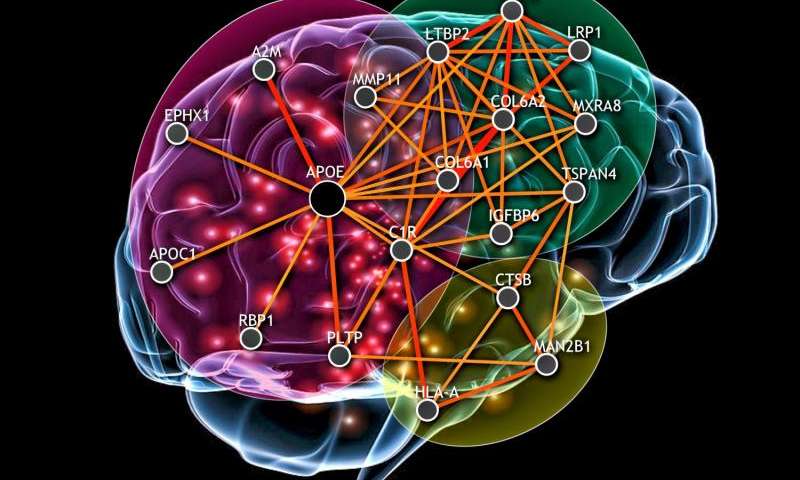 LTBP2
LRP1
A2M
MMP11
COL6A2
MXRA8
EPHX1
COL6A1
APOE
TSPAN4
IGFBP6
C1R
APOC1
CTSB
RBP1
PLTP
MAN2B1
HLA-A